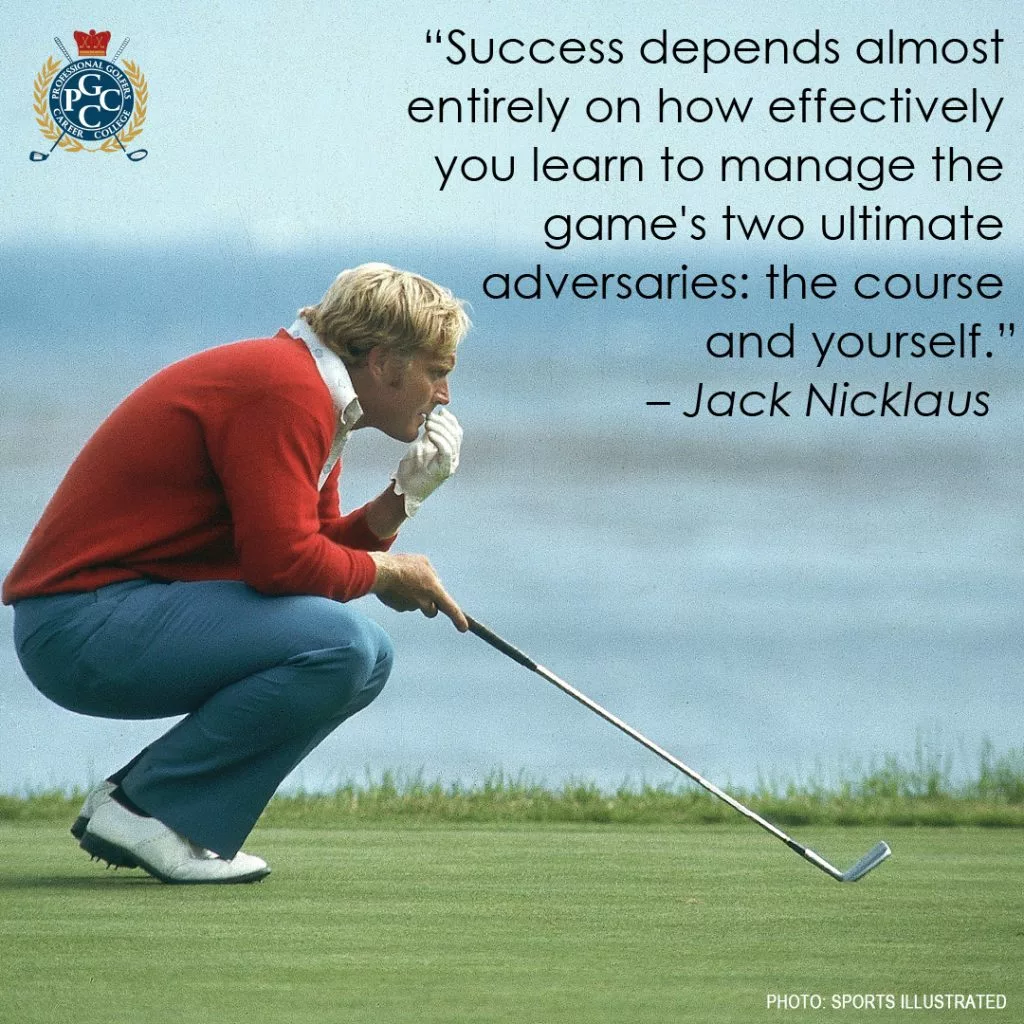 PROFESSIONAL GOLFERS
PGCC
CAREER COLLEGE
“Success depends almost
entirely on how effectively
you learn to manage the
game's two ultimate
adversaries: the course
and yourself.”
– Jack Nicklaus
PHOTO: SPORTS ILLUSTRATED